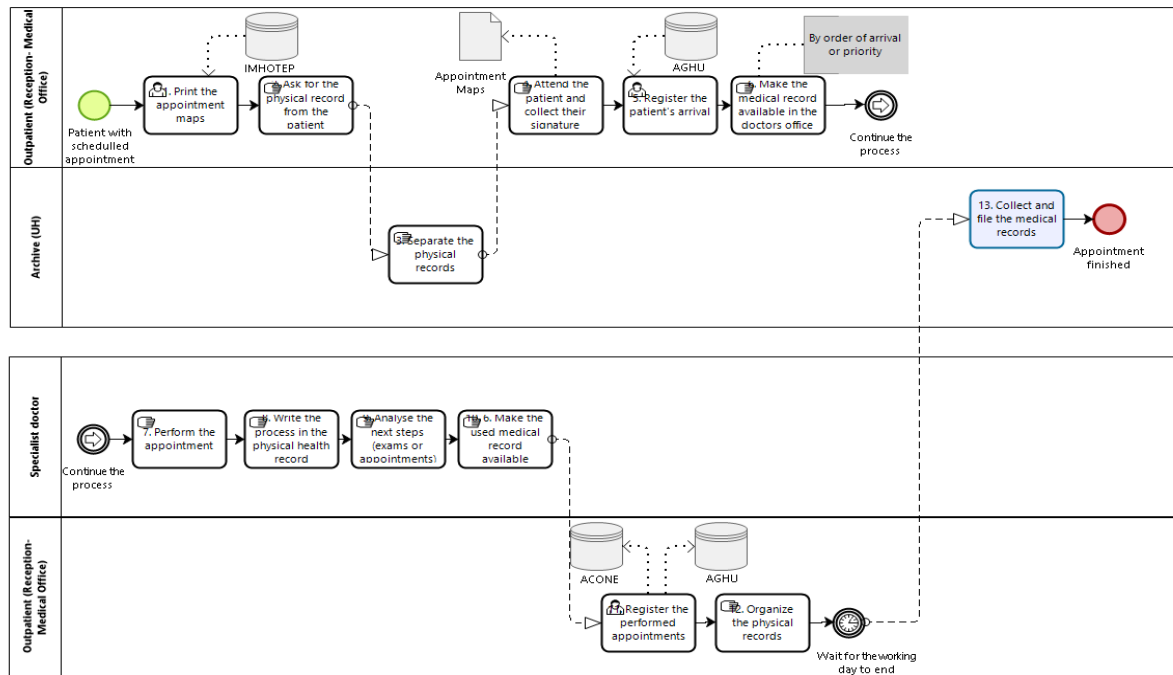 Outpatient (Reception- Medical
Office)
IMHOTEP
Appointment
Maps
AGHU
By order of arrival
or priority
1. Print the
appointment
maps
Ask for the
physical record
from the
patient
Attend the
patient and
collect their
signature
5. Register the
patient's arrival
Make the
medical record
available in the
doctors office
Patient with
schedulled
appointment
Continue the
process
Archive (UH)
3. Separate the
physical
records
13. Collect and
file the medical
records
Appointment
finished
Specialist doctor
Continue the
process
7. Perform the
appointment
8. Write the
process in the
physical health
record
9. Analyse the
next steps
(exams or
appointments)
10. 6. Make the
used medical
record
available
Outpatient (Reception-
Medical Office)
ACONE
AGHU
Register the
performed
appointments
12. Organize
the physical
records
Wait for the working
day to end